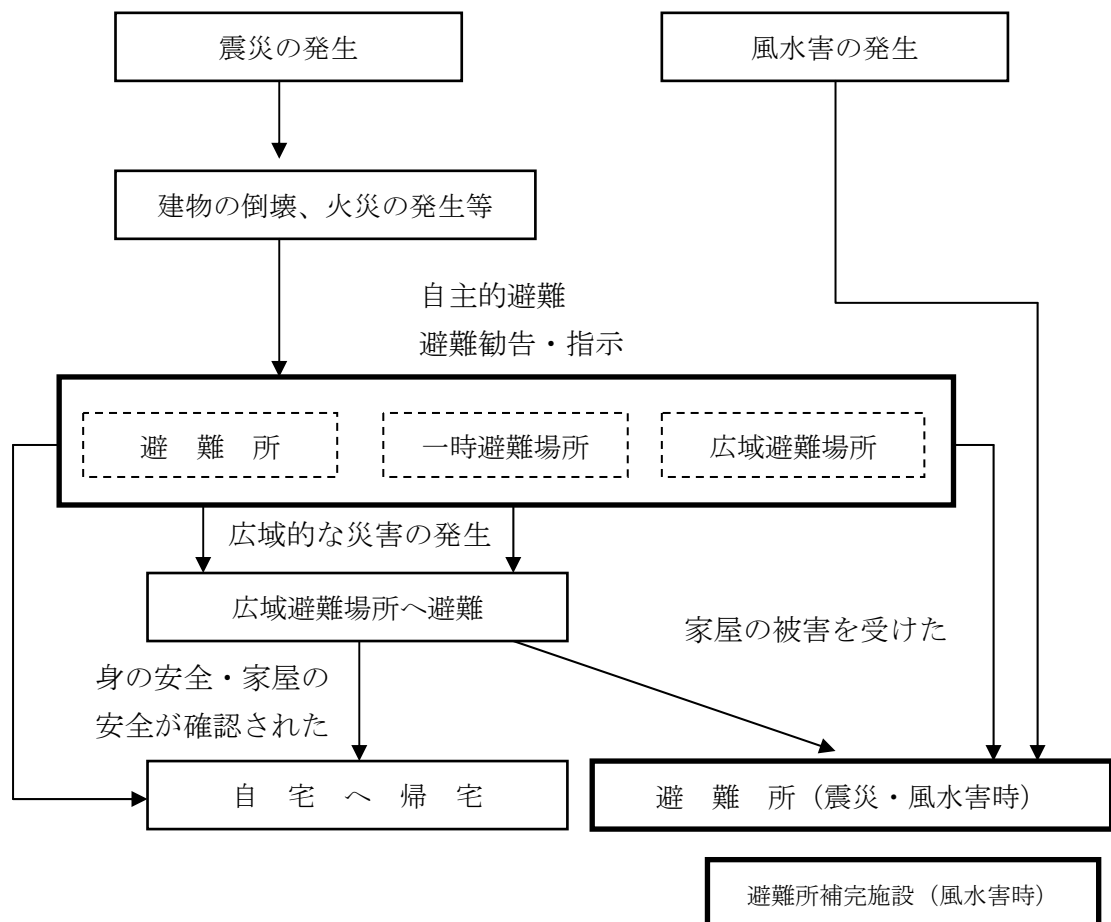 震災の発生
風水害の発生
建物の倒壊、火災の発生等
自主的避難
避難勧告・指示
避　難　所
一時避難場所
広域避難場所
広域的な災害の発生
広域避難場所へ避難
家屋の被害を受けた
身の安全・家屋の
安全が確認された
自　宅　へ　帰　宅
避　難　所（震災・風水害時）
避難所補完施設（風水害時）